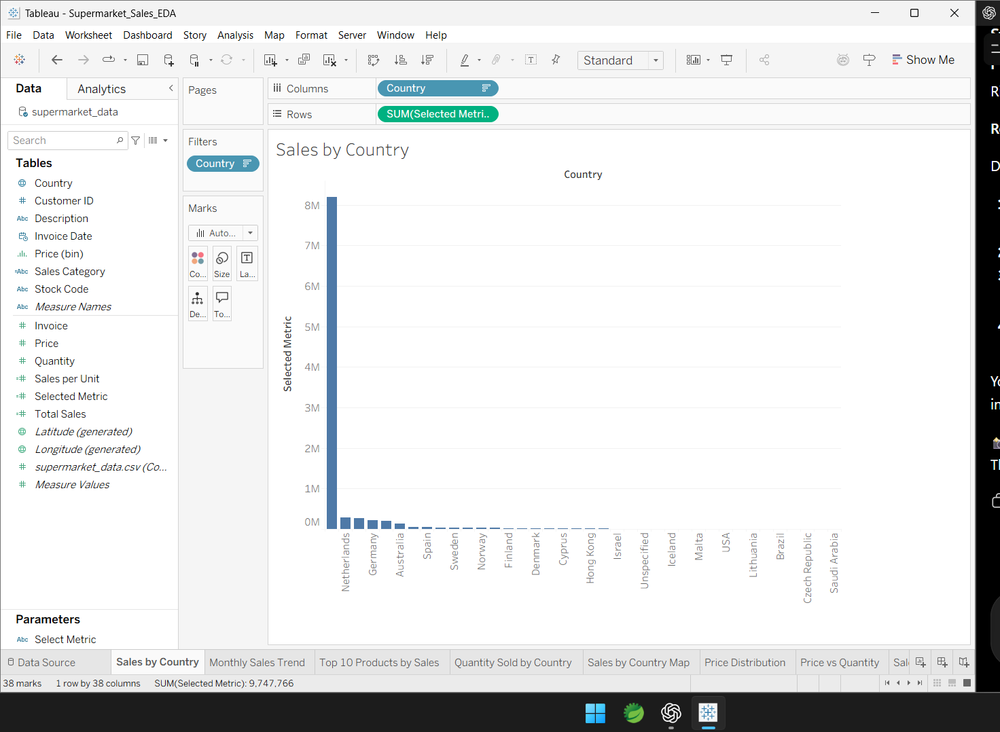 Tableau - Supermarket_Sales_EDA
File Data Worksheet Dashboard Story Analysis Map Format Server Window Help
Standard
Show Me
Data
Analytics
supermarket_data
Search
Tables
Country
Customer ID
Abc Description
Invoice Date
Price (bin)
=Abc Sales Category
Abc Stock Code
Abc Measure Names
Invoice
Price
Quantity
Sales per Unit
Selected Metric
Total Sales
Latitude (generated)
Longitude (generated)
supermarket_data.csv (Co...
Measure Values
Parameters
Abc Select Metric
Pages
Filters
Country
Marks
Auto...
Co...
Size
La...
De...
To...
Columns
Country
Rows
SUM(Selected Metri..
Sales by Country
Country
Selected Metric
8M
7M
6M
5M
4M
3M
2M
1M
0M
Netherlands
Germany
Australia
Spain
Sweden
Norway
Finland
Denmark
Cyprus
Hong Kong
Israel
Unspecified
Iceland
Malta
USA
Lithuania
Brazil
Czech Republic
Saudi Arabia
Data Source
Sales by Country
Monthly Sales Trend
Top 10 Products by Sales
Quantity Sold by Country
Sales by Country Map
Price Distribution
Price vs Quantity
Sal
38 marks
1 row by 38 columns
SUM(Selected Metric): 9,747,766